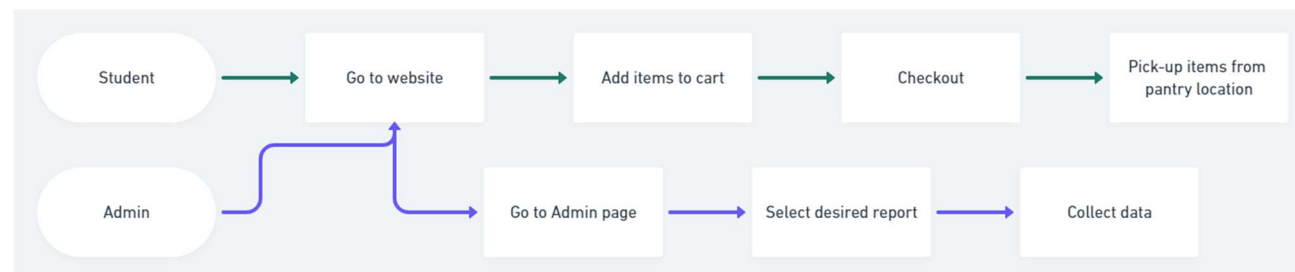 Student
Go to website
Add items to cart
Checkout
Pick-up items from
pantry location
Admin
Go to Admin page
Select desired report
Collect data